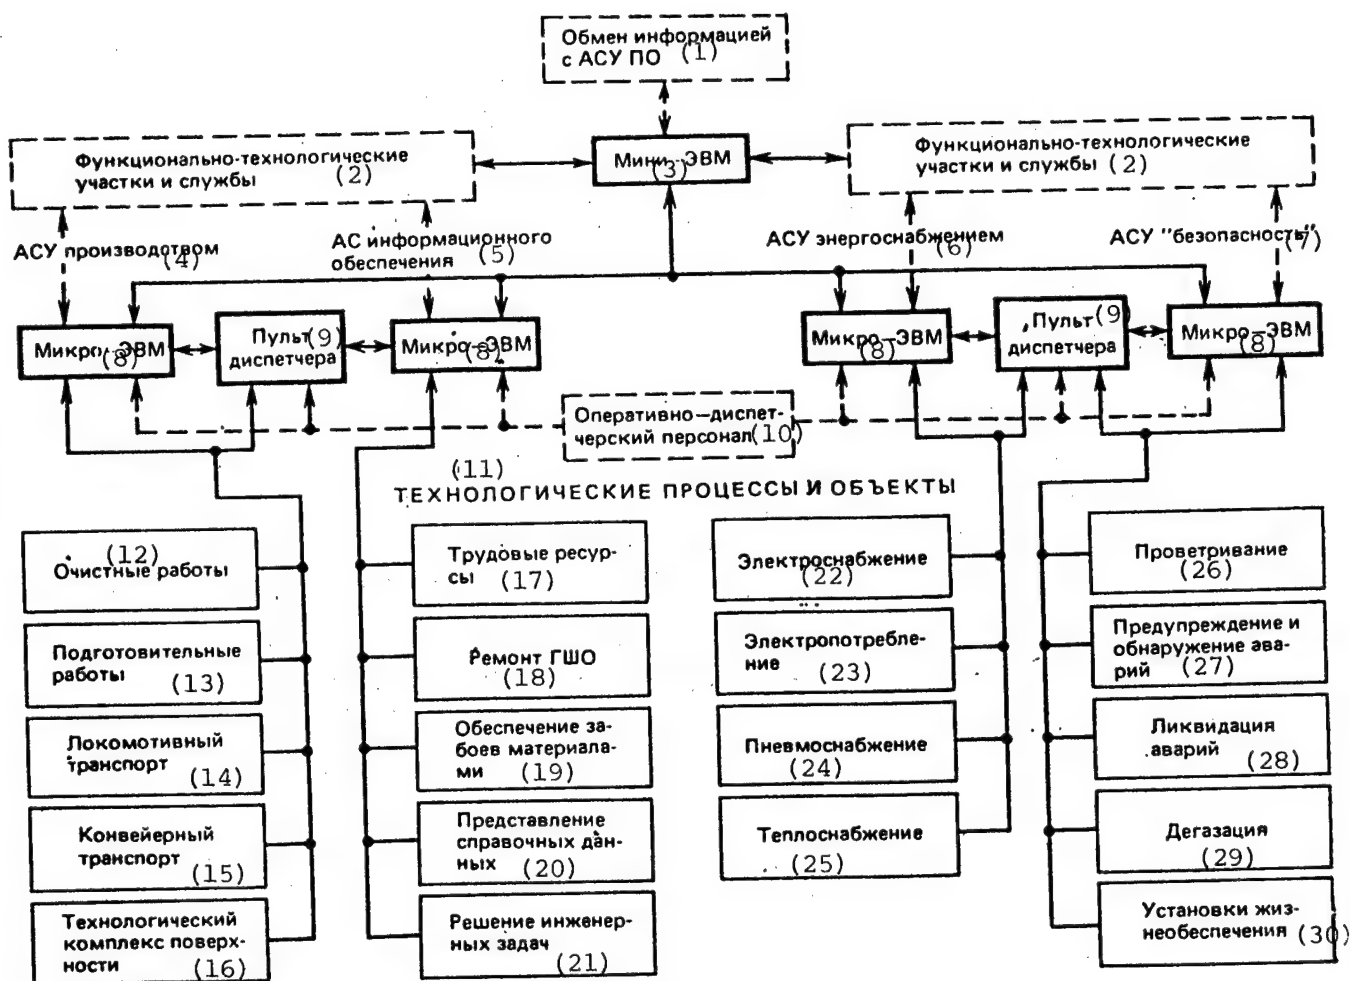 Обмен информацией
с АСУ ПО (1)
Функционально-технологические
участки и службы (2)
Мини-ЭВМ
(3)
Функционально-технологические
участки и службы (2)
АСУ производством
(4)
АС информационного
обеспечения (5)
АСУ энергоснабжением
(6)
АСУ "безопасность"
(7)
Микро-ЭВМ
(8)
Пульт (9)
диспетчера
Микро-ЭВМ
(8)
Микро-ЭВМ
(8)
Пульт (9)
диспетчера
Микро-ЭВМ
(8)
Оперативно-диспет-
черский персонал (10)
(11)
ТЕХНОЛОГИЧЕСКИЕ ПРОЦЕССЫ И ОБЪЕКТЫ
(12)
Очистные работы
Подготовительные
работы (13)
Локомотивный
транспорт (14)
Конвейерный
транспорт (15)
Технологический
комплекс поверх-
ности (16)
Трудовые ресур-
сы (17)
Ремонт ГШО
(18)
Обеспечение за-
боев материала-
ми (19)
Представление
справочных дан-
ных (20)
Решение инженер-
ных задач (21)
Электроснабжение
(22)
Электропотребле-
ние (23)
Пневмоснабжение
(24)
Теплоснабжение
(25)
Проветривание
(26)
Предупреждение и
обнаружение ава-
рий (27)
Ликвидация
аварий (28)
Дегазация
(29)
Установки жиз-
необеспечения (30)